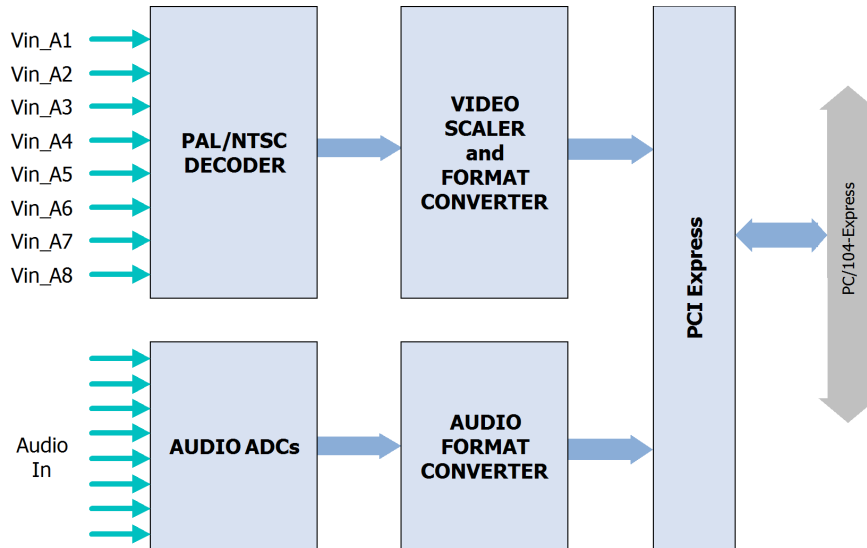 Vin_A1
Vin_A2
Vin_A3
Vin_A4
Vin_A5
Vin_A6
Vin_A7
Vin_A8
PAL/NTSC
DECODER
VIDEO
SCALER
and
FORMAT
CONVERTER
PCI Express
PC/104-Express
Audio
In
AUDIO ADCs
AUDIO
FORMAT
CONVERTER